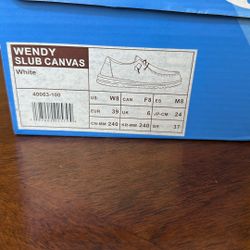 WENDY
SLUB CANVAS
White
40063-100
US W8 CAN F8 ES M8
EUR 39 UK 6 JP-CM 24
CN-MM 240 KR-MM 240 BR 37